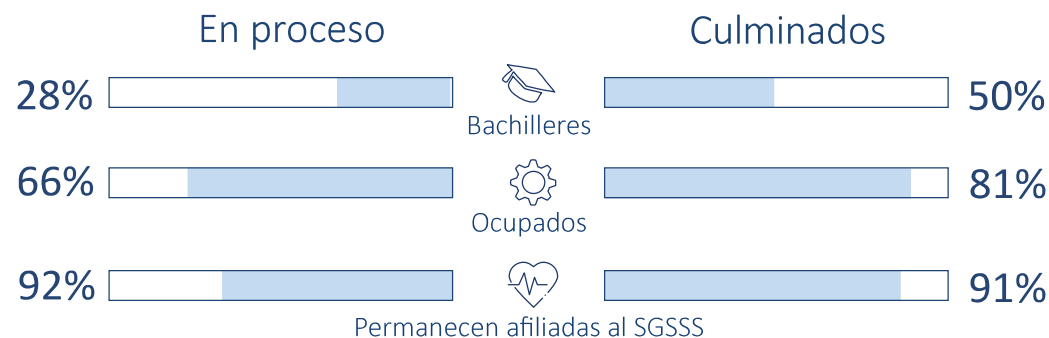 En proceso
Culminados
28%
Bachilleres
50%
66%
Ocupados
81%
92%
Permanecen afiliadas al SGSSS
91%